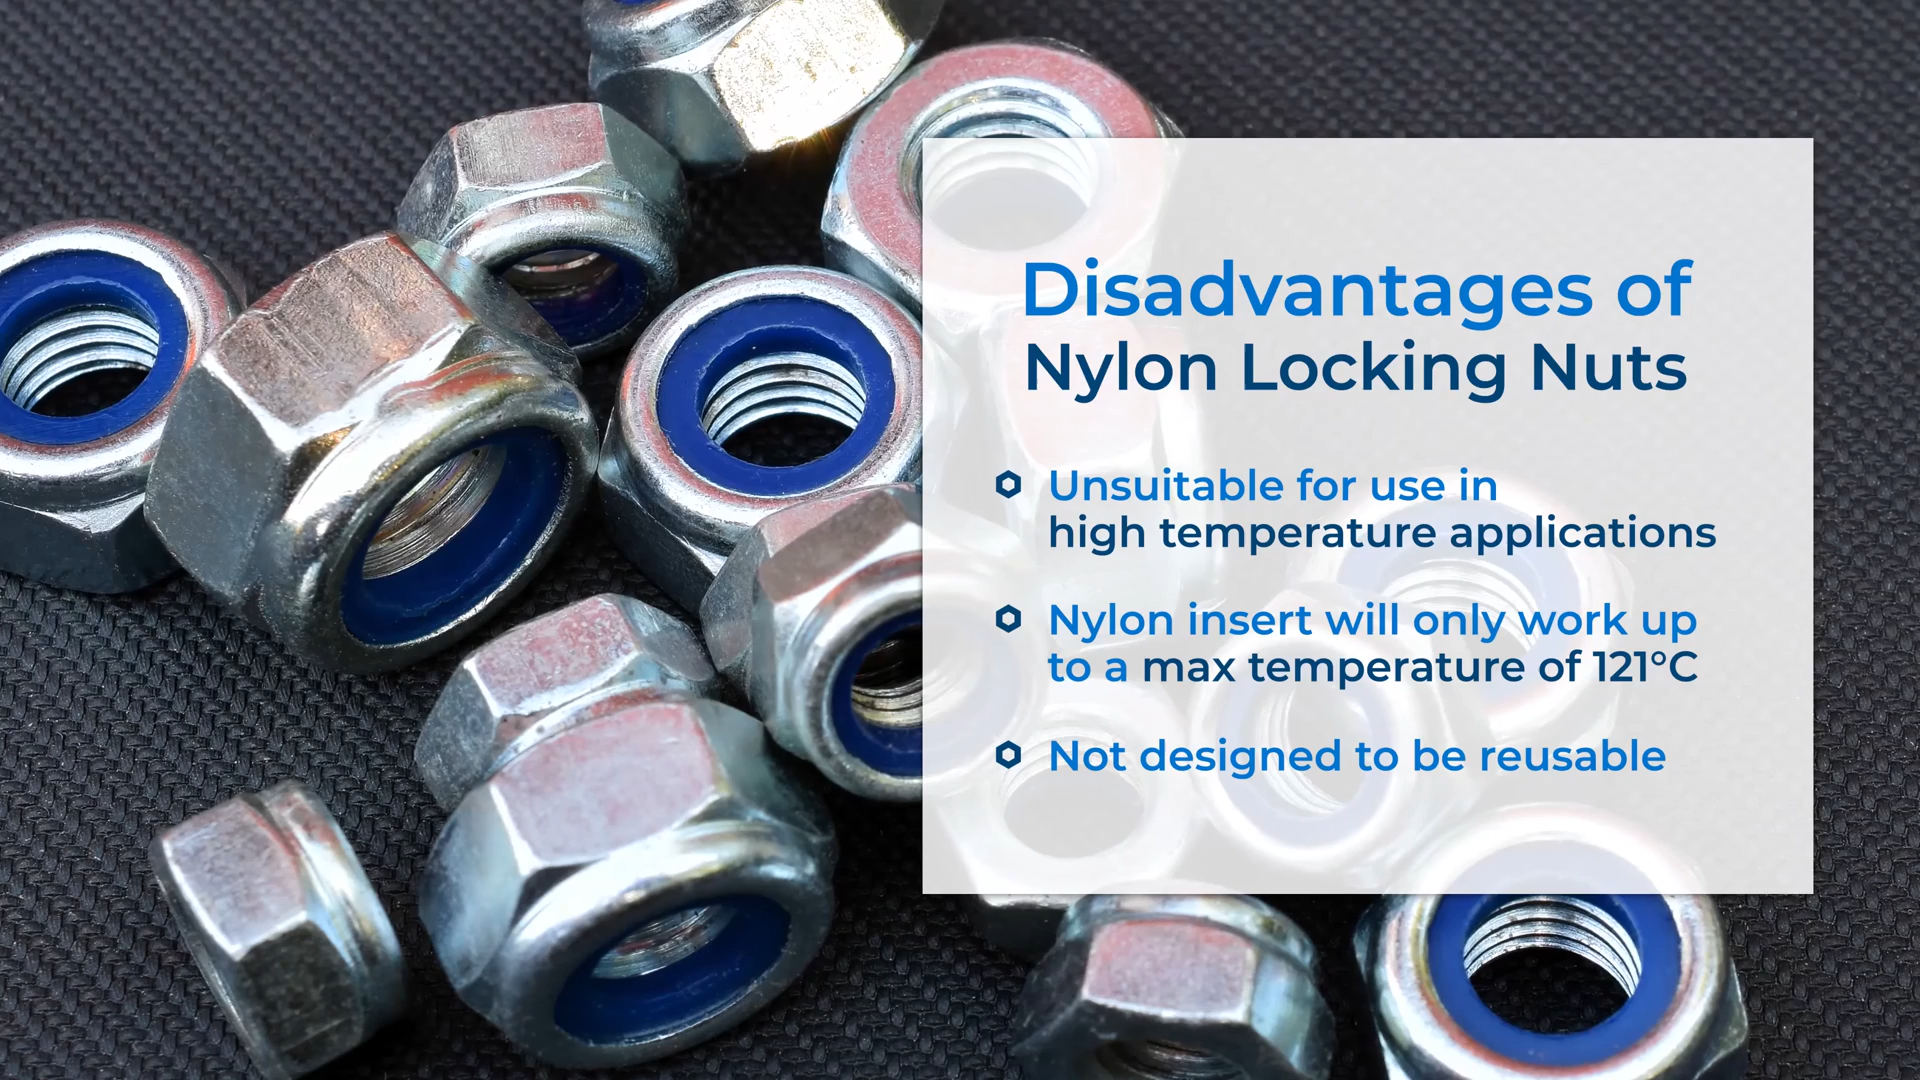 Disadvantages of
Nylon Locking Nuts
Unsuitable for use in
high temperature applications
Nylon insert will only work up
to a max temperature of 121°C
Not designed to be reusable